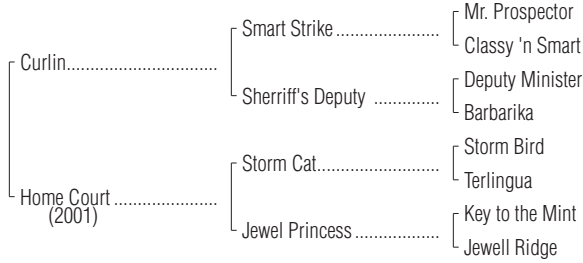 Mr. Prospector
Smart Strike ......................
Classy 'n Smart
Curlin................................
Deputy Minister
Sherriff's Deputy ..............
Barbarika
Storm Bird
Storm Cat..........................
Terlingua
Home Court ......................
(2001)
Key to the Mint
Jewel Princess ..................
Jewell Ridge